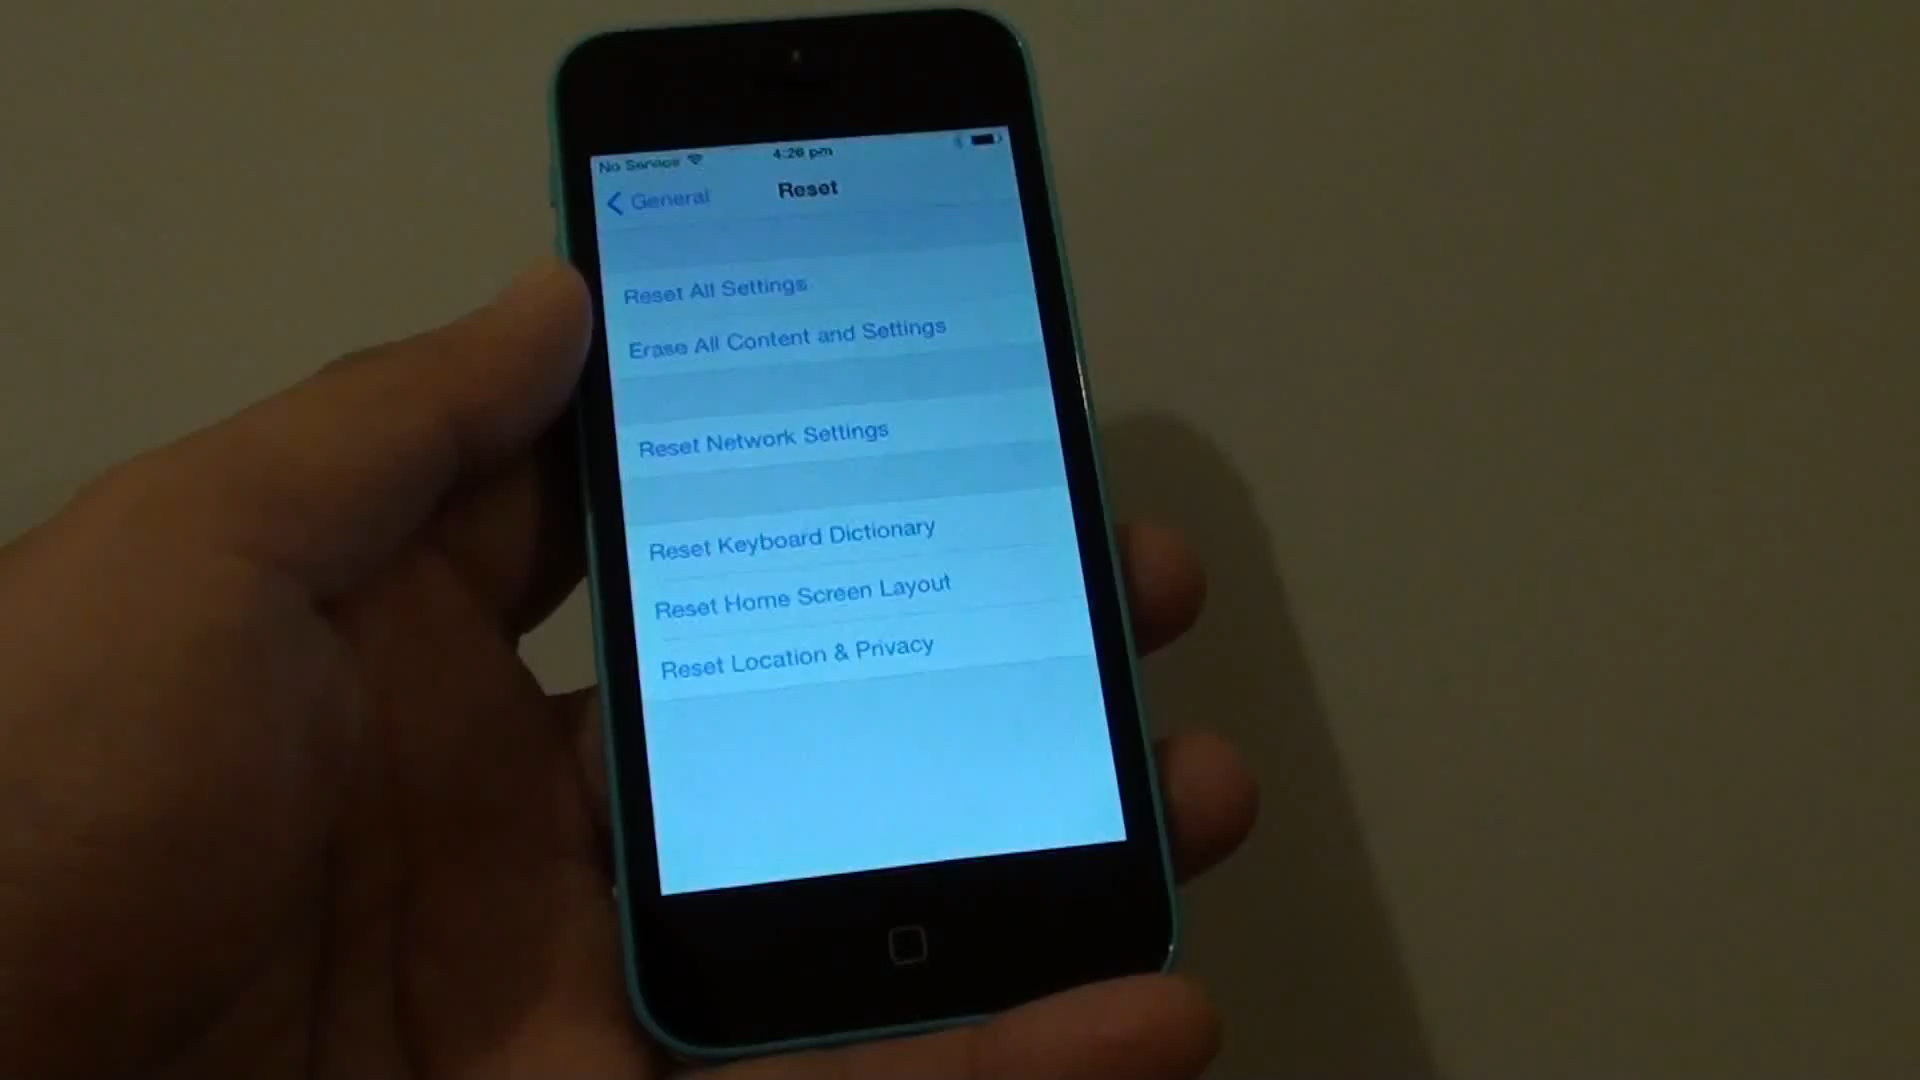 No Service
4:26 pm
General
Reset
Reset All Settings
Erase All Content and Settings
Reset Network Settings
Reset Keyboard Dictionary
Reset Home Screen Layout
Reset Location & Privacy